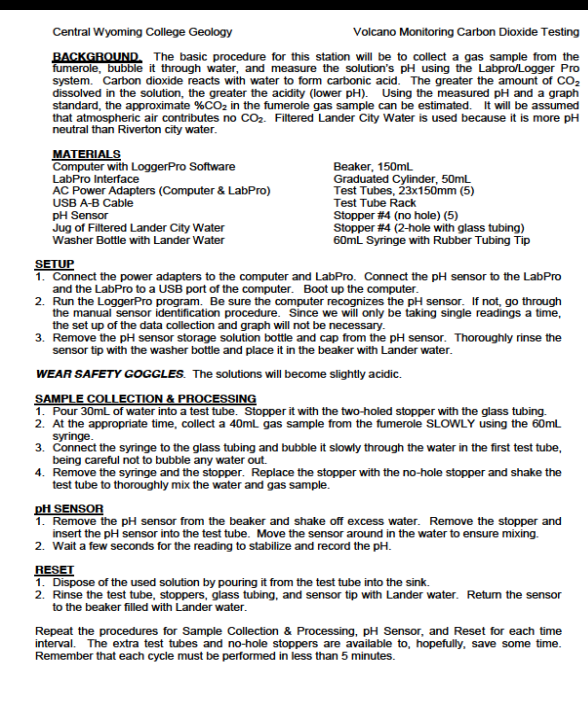 Central Wyoming College Geology Volcano Monitoring Carbon Dioxide Testing
BACKGROUND The basic procedure for this station will be to collect a gas sample from the
fumerole, bubble it through water, and measure the solution's pH using the Labpro/Logger Pro
system. Carbon dioxide reacts with water to form carbonic acid. The greater the amount of CO₂
dissolved in the solution, the greater the acidity (lower pH). Using the measured pH and a graph
standard, the approximate %CO₂ in the fumerole gas sample can be estimated. It will be assumed
that atmospheric air contributes no CO₂. Filtered Lander City Water is used because it is more pH
neutral than Riverton city water.
MATERIALS
Computer with LoggerPro Software
LabPro Interface
AC Power Adapters (Computer & LabPro)
USB A-B Cable
pH Sensor
Jug of Filtered Lander City Water
Washer Bottle with Lander Water
Beaker, 150mL
Graduated Cylinder, 50mL
Test Tubes, 23x150mm (5)
Test Tube Rack
Stopper #4 (no hole) (5)
Stopper #4 (2-hole with glass tubing)
60mL Syringe with Rubber Tubing Tip
SETUP
1. Connect the power adapters to the computer and LabPro. Connect the pH sensor to the LabPro
and the LabPro to a USB port of the computer. Boot up the computer.
2. Run the LoggerPro program. Be sure the computer recognizes the pH sensor. If not, go through
the manual sensor identification procedure. Since we will only be taking single readings a time,
the set up of the data collection and graph will not be necessary.
3. Remove the pH sensor storage solution bottle and cap from the pH sensor. Thoroughly rinse the
sensor tip with the washer bottle and place it in the beaker with Lander water.
WEAR SAFETY GOGGLES. The solutions will become slightly acidic.
SAMPLE COLLECTION & PROCESSING
1. Pour 30mL of water into a test tube. Stopper it with the two-holed stopper with the glass tubing.
2. At the appropriate time, collect a 40mL gas sample from the fumerole SLOWLY using the 60mL
syringe.
3. Connect the syringe to the glass tubing and bubble it slowly through the water in the first test tube,
being careful not to bubble any water out.
4. Remove the syringe and the stopper. Replace the stopper with the no-hole stopper and shake the
test tube to thoroughly mix the water and gas sample.
pH SENSOR
1. Remove the pH sensor from the beaker and shake off excess water. Remove the stopper and
insert the pH sensor into the test tube. Move the sensor around in the water to ensure mixing.
2. Wait a few seconds for the reading to stabilize and record the pH.
RESET
1. Dispose of the used solution by pouring it from the test tube into the sink.
2. Rinse the test tube, stoppers, glass tubing, and sensor tip with Lander water. Return the sensor
to the beaker filled with Lander water.
Repeat the procedures for Sample Collection & Processing, pH Sensor, and Reset for each time
interval. The extra test tubes and no-hole stoppers are available to, hopefully, save some time.
Remember that each cycle must be performed in less than 5 minutes.